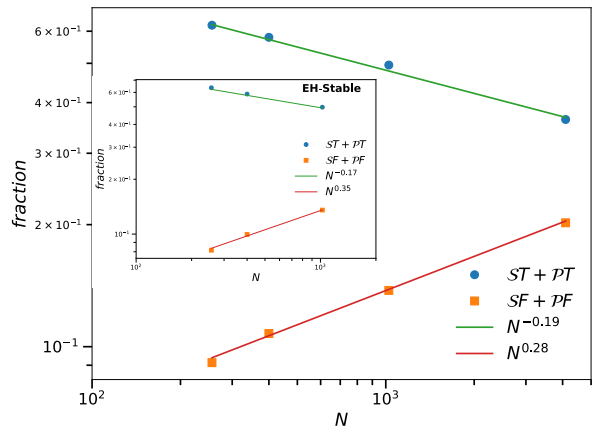 6 × 10⁻¹
4 × 10⁻¹
3 × 10⁻¹
2 × 10⁻¹
10⁻¹
fraction
10²
10³
N
ST + PT
SF + PF
N⁻⁰·¹⁹
N⁰·²⁸
EH-Stable
6 × 10⁻¹
4 × 10⁻¹
3 × 10⁻¹
2 × 10⁻¹
10⁻¹
fraction
10²
10³
N
ST + PT
SF + PF
N⁻⁰·¹⁷
N⁰·³⁵